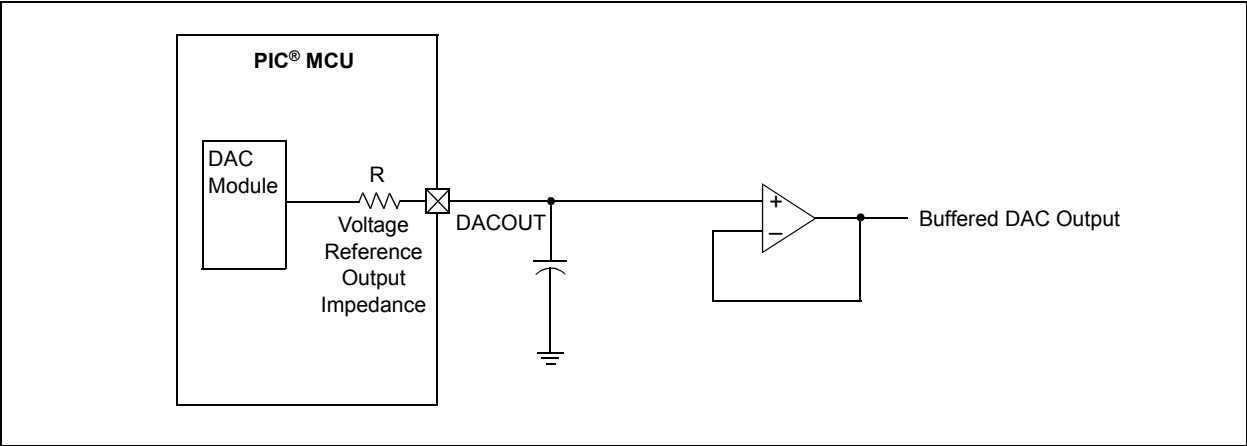 PIC® MCU
DAC
Module
R
Voltage
Reference
Output
Impedance
DACOUT
+
–
Buffered DAC Output